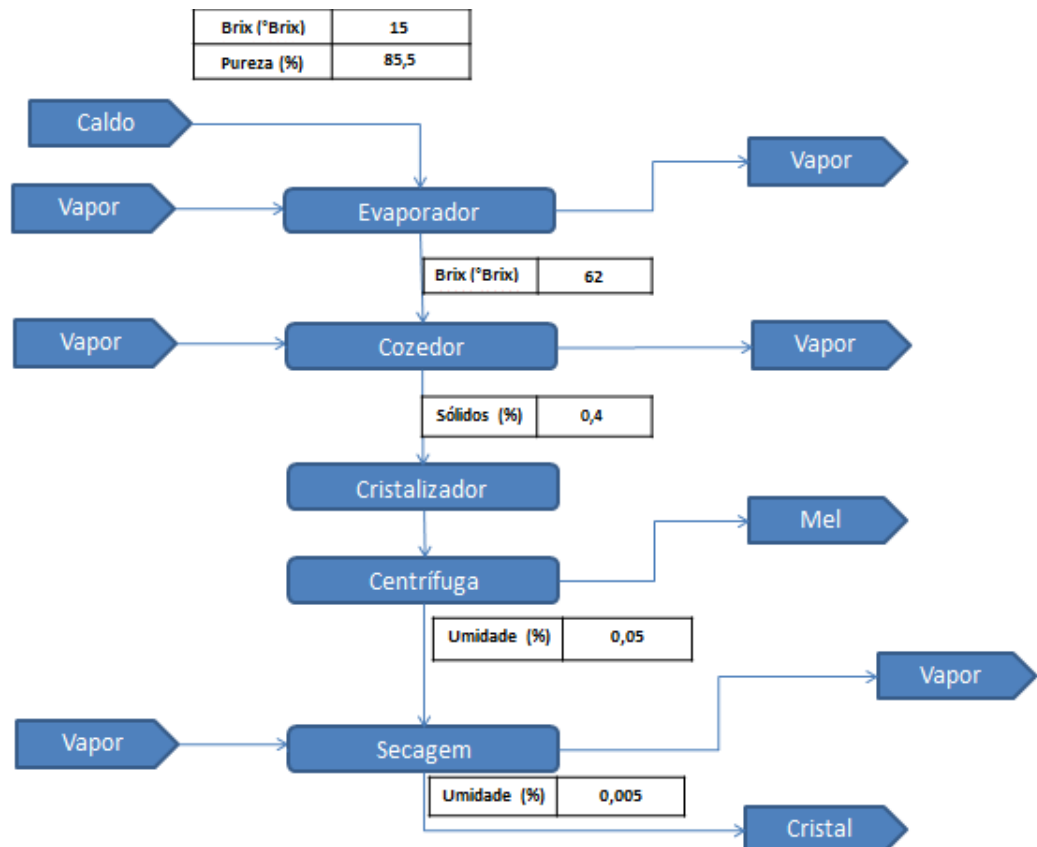 Brix (°Brix) 15
Pureza (%) 85,5
Caldo
Vapor
Vapor
Evaporador
Brix (°Brix) 62
Vapor
Cozedor
Vapor
Sólidos (%) 0,4
Cristalizador
Mel
Centrífuga
Umidade (%) 0,05
Vapor
Vapor
Secagem
Umidade (%) 0,005
Cristal